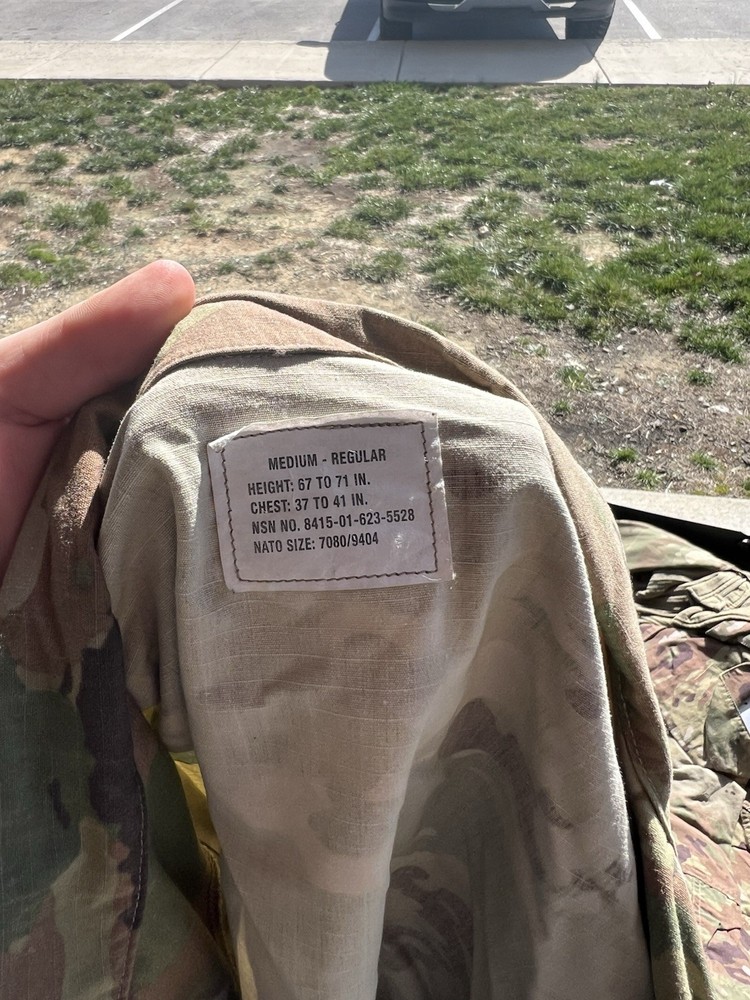 MEDIUM - REGULAR
HEIGHT: 67 TO 71 IN.
CHEST: 37 TO 41 IN.
NSN NO. 8415-01-623-5528
NATO SIZE: 7080/9404